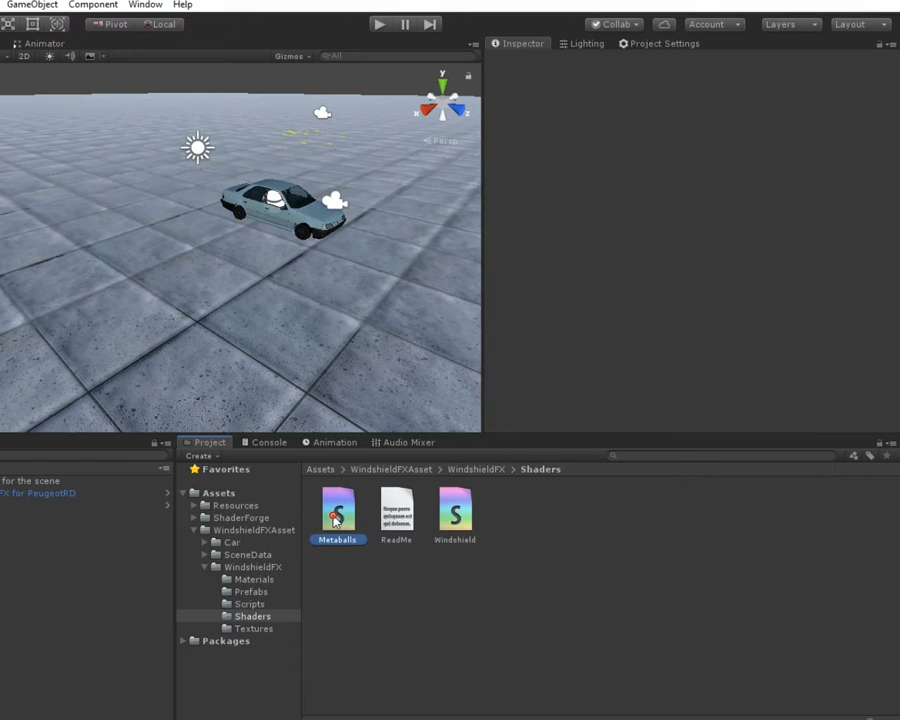 GameObject Component Window Help
Pivot Local Collab Account Layers Layout
Animator Inspector Lighting Project Settings
2D Gizmos All
y
x z
Persp
Project Console Animation Audio Mixer
Create
for the scene Favorites Assets WindshieldFXAsset WindshieldFX Shaders
FX for PeugeotRD Assets
Resources
ShaderForge
WindshieldFXAsset
Car Metaballs ReadMe Windshield
SceneData
WindshieldFX
Materials
Prefabs
Scripts
Shaders
Textures
Packages